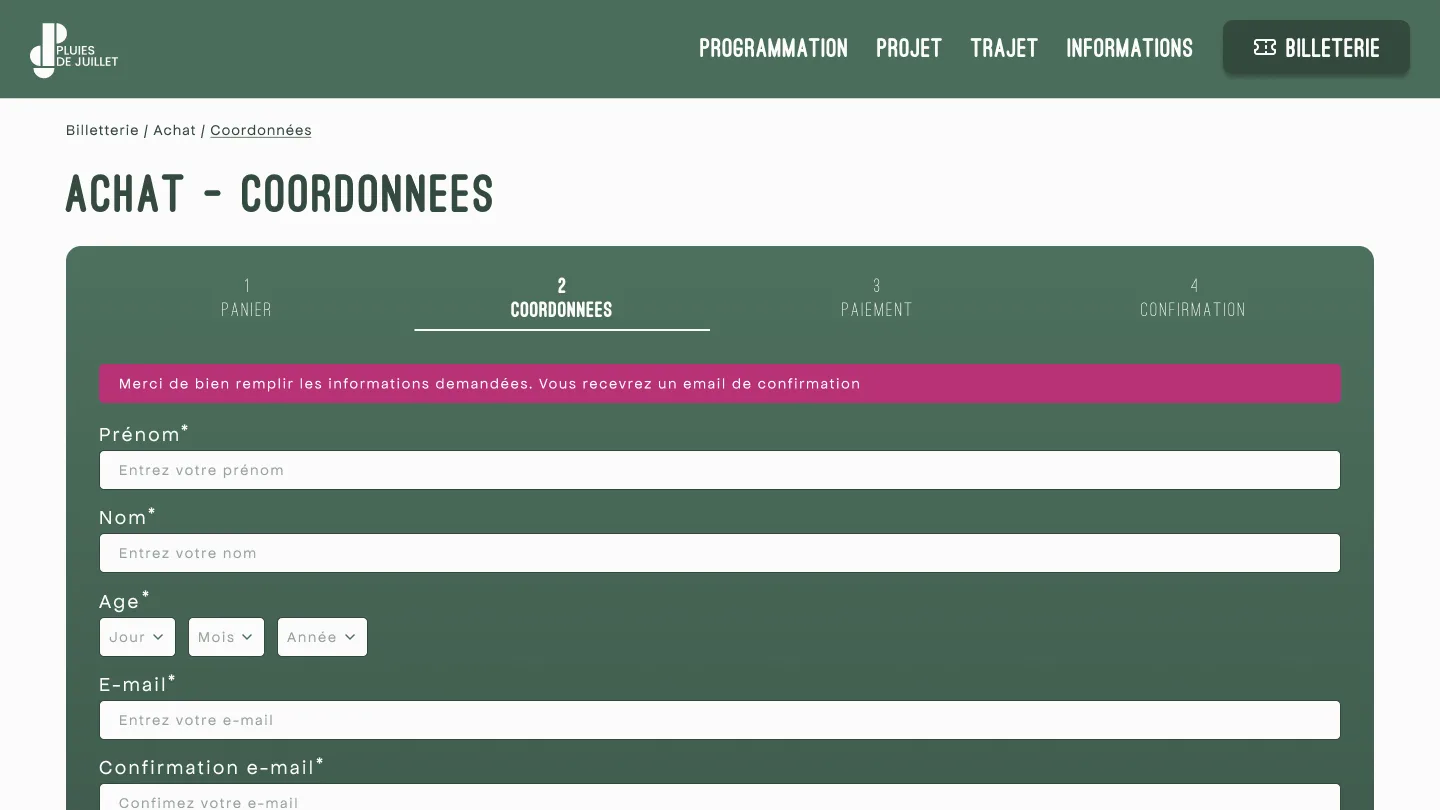 PLUIES
DE JUILLET
PROGRAMMATION PROJET TRAJET INFORMATIONS BILLETERIE
Billetterie / Achat / Coordonnées
ACHAT - COORDONNEES
1 2 3 4
PANIER COORDONNEES PAIEMENT CONFIRMATION
Merci de bien remplir les informations demandées. Vous recevrez un email de confirmation
Prénom*
Entrez votre prénom
Nom*
Entrez votre nom
Age*
Jour Mois Année
E-mail*
Entrez votre e-mail
Confirmation e-mail*
Confimez votre e-mail